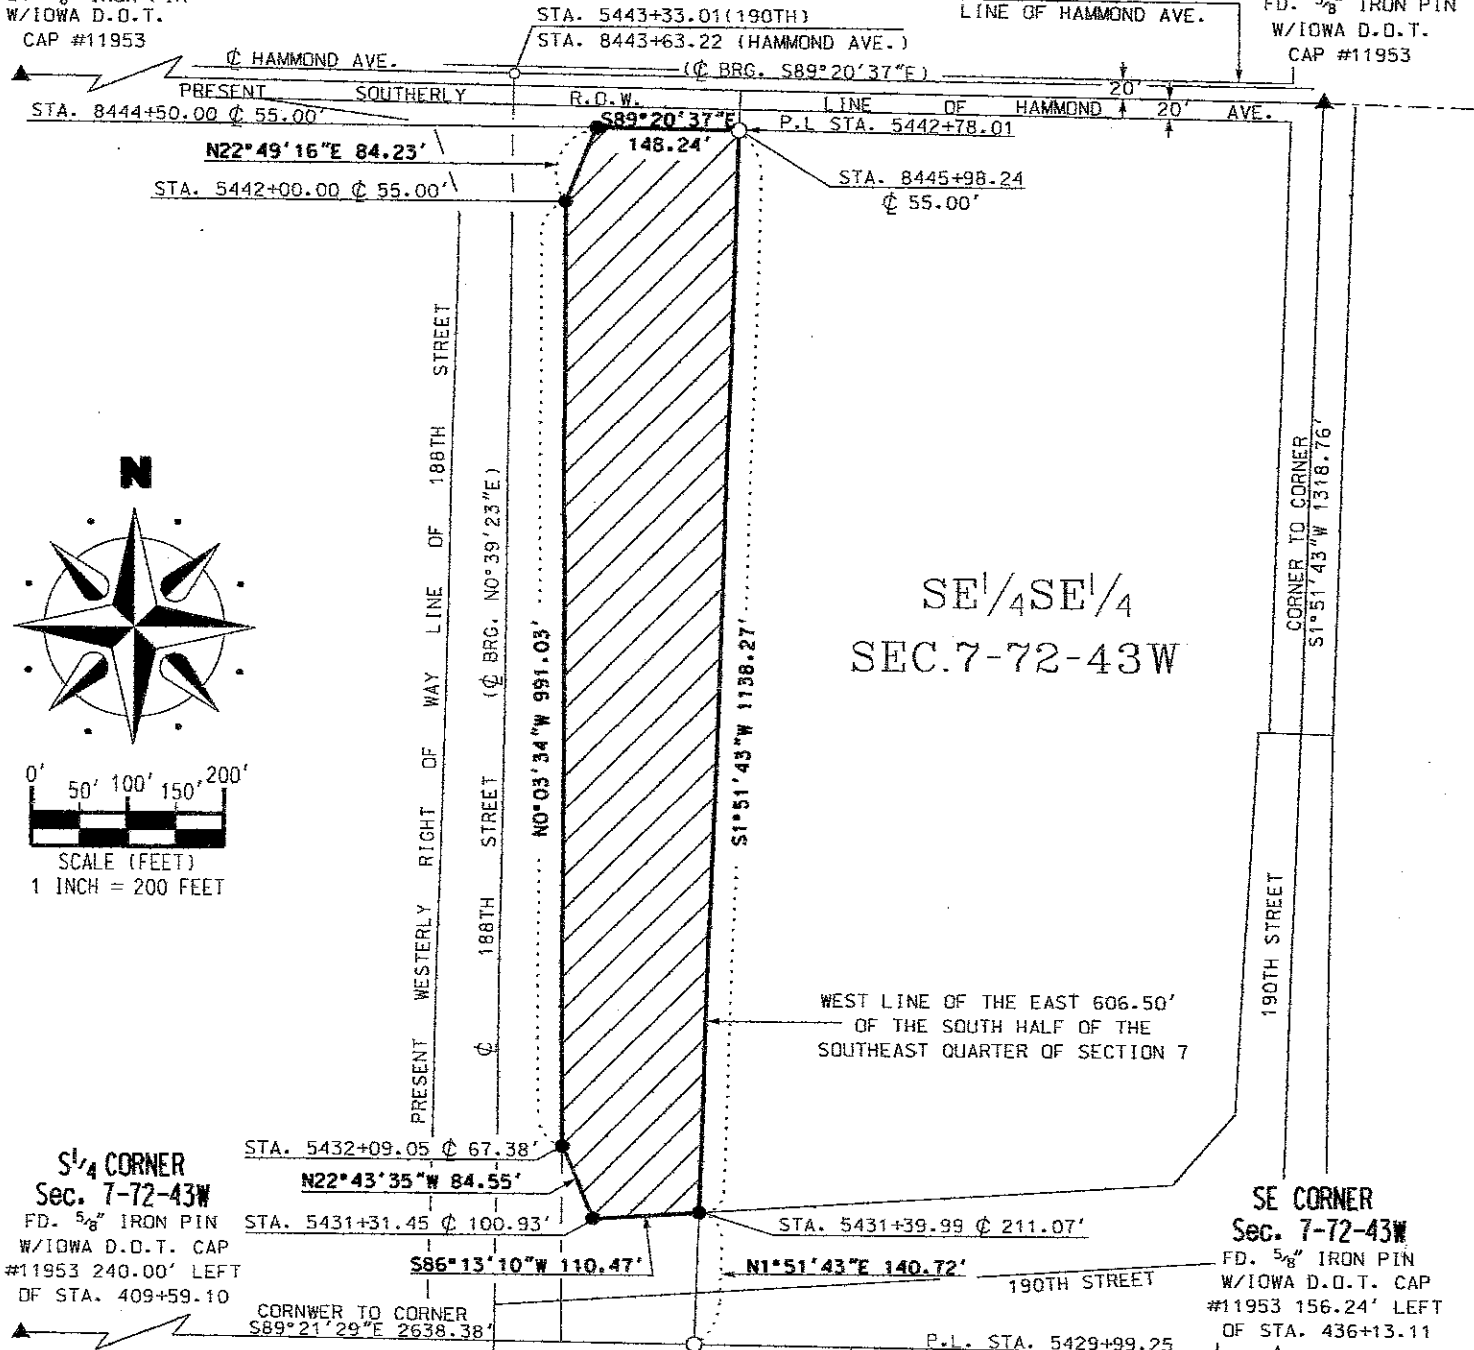 W/IOWA D.O.T.
CAP #11953
STA. 5443+33.01(190TH)
STA. 8443+63.22 (HAMMOND AVE.)
LINE OF HAMMOND AVE.
FD. 5/8" IRON PIN
W/IOWA D.O.T.
CAP #11953
℄ HAMMOND AVE.
(℄ BRG. S89°20'37"E)
20'
PRESENT SOUTHERLY R.O.W. LINE OF HAMMOND AVE.
20'
STA. 8444+50.00 ℄ 55.00'
S89°20'37"E
148.24'
P.L STA. 5442+78.01
N22°49'16"E 84.23'
STA. 5442+00.00 ℄ 55.00'
STA. 8445+98.24
℄ 55.00'
PRESENT WESTERLY RIGHT OF WAY LINE OF 188TH STREET
℄ 188TH STREET (℄ BRG. N0°39'23"E)
N0°03'34"W 991.03'
S1°51'43"W 1138.27'
CORNER TO CORNER
S1°51'43"W 1318.76'
N
0' 50' 100' 150' 200'
SCALE (FEET)
1 INCH = 200 FEET
SE1/4SE1/4
SEC.7-72-43W
190TH STREET
WEST LINE OF THE EAST 606.50'
OF THE SOUTH HALF OF THE
SOUTHEAST QUARTER OF SECTION 7
S1/4 CORNER
Sec. 7-72-43W
FD. 5/8" IRON PIN
W/IOWA D.O.T. CAP
#11953 240.00' LEFT
OF STA. 409+59.10
STA. 5432+09.05 ℄ 67.38'
N22°43'35"W 84.55'
STA. 5431+31.45 ℄ 100.93'
STA. 5431+39.99 ℄ 211.07'
S86°13'10"W 110.47'
N1°51'43"E 140.72'
190TH STREET
SE CORNER
Sec. 7-72-43W
FD. 5/8" IRON PIN
W/IOWA D.O.T. CAP
#11953 156.24' LEFT
OF STA. 436+13.11
CORNWER TO CORNER
S89°21'29"E 2638.38'
P.L. STA. 5429+99.25